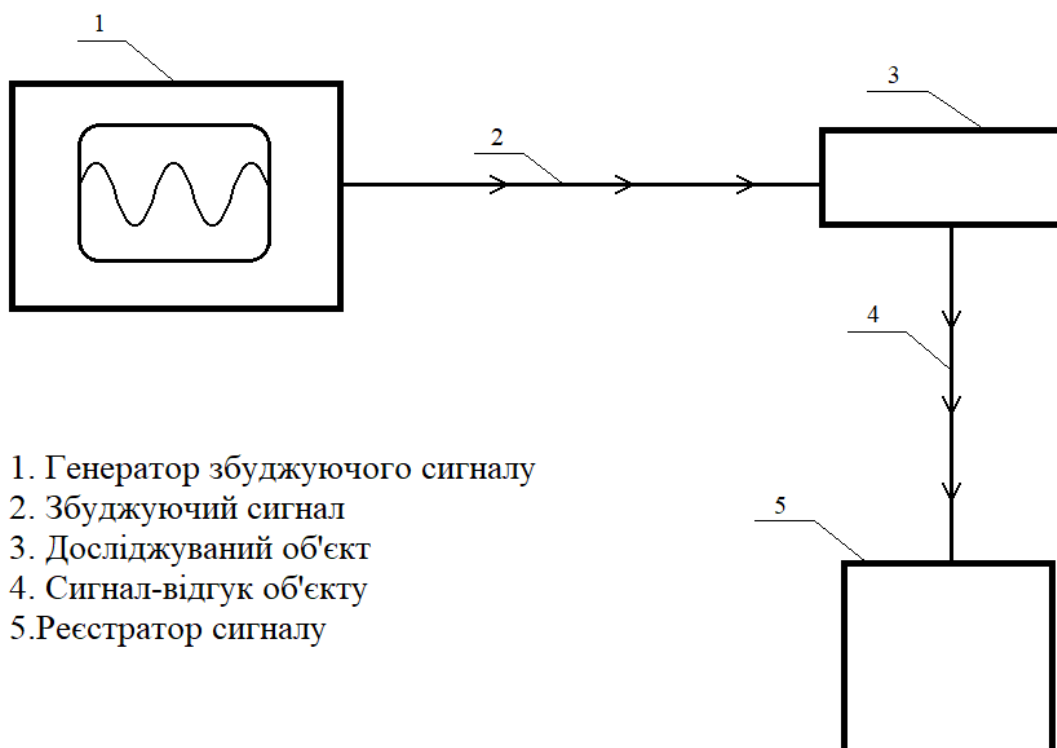 1
3
2
4
5
1. Генератор збуджуючого сигналу
2. Збуджуючий сигнал
3. Досліджуваний об'єкт
4. Сигнал-відгук об'єкту
5.Реєстратор сигналу